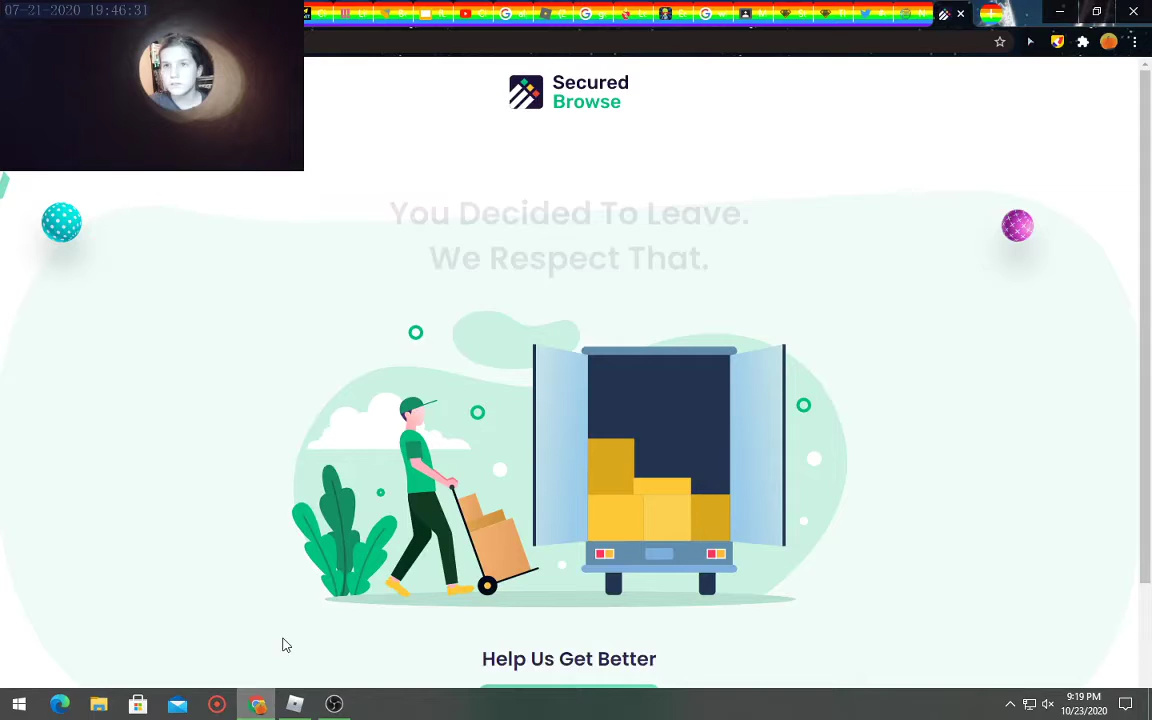 07-21-2020 19:46:31
Secured
Browse
You Decided To Leave.
We Respect That.
Help Us Get Better
9:19 PM
10/23/2020